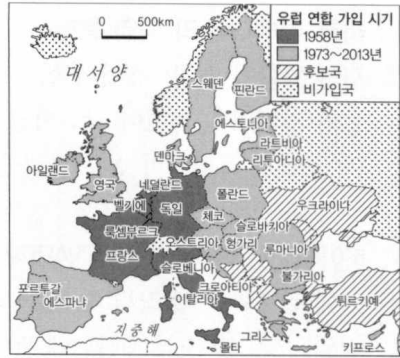 0 500km
유럽 연합 가입 시기
1958년
1973~2013년
후보국
비가입국
대서양
스웨덴
핀란드
에스토니아
라트비아
리투아니아
덴마크
아일랜드
영국
네덜란드
벨기에
독일
폴란드
우크라이나
체코
룩셈부르크
슬로바키아
오스트리아
헝가리
루마니아
프랑스
슬로베니아
크로아티아
불가리아
포르투갈
에스파냐
이탈리아
튀르키예
지중해
그리스
몰타
키프로스